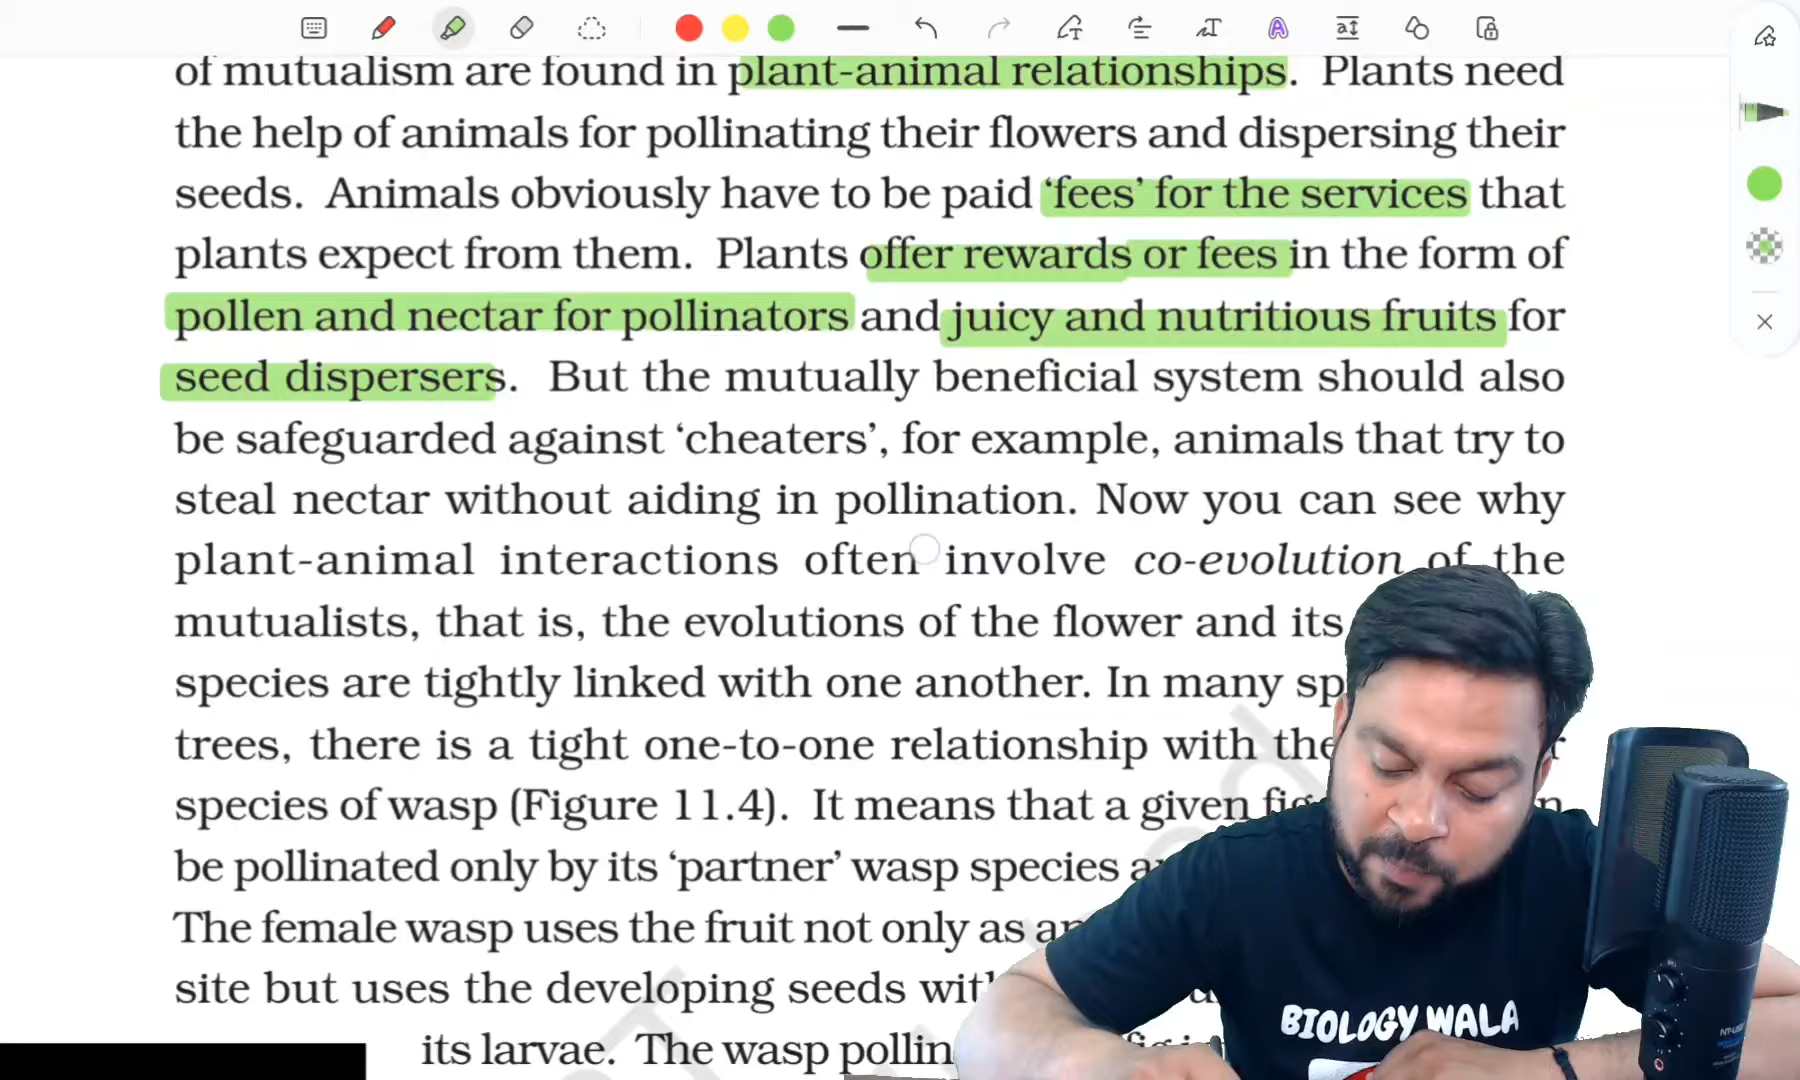 of mutualism are found in plant-animal relationships. Plants need
the help of animals for pollinating their flowers and dispersing their
seeds. Animals obviously have to be paid ‘fees’ for the services that
plants expect from them. Plants offer rewards or fees in the form of
pollen and nectar for pollinators and juicy and nutritious fruits for
seed dispersers. But the mutually beneficial system should also
be safeguarded against ‘cheaters’, for example, animals that try to
steal nectar without aiding in pollination. Now you can see why
plant-animal interactions often involve co-evolution of the
mutualists, that is, the evolutions of the flower and its
species are tightly linked with one another. In many sp
trees, there is a tight one-to-one relationship with the
species of wasp (Figure 11.4). It means that a given fig
be pollinated only by its ‘partner’ wasp species
The female wasp uses the fruit not only as an
site but uses the developing seeds
its larvae. The wasp pollin
BIOLOGY WALA